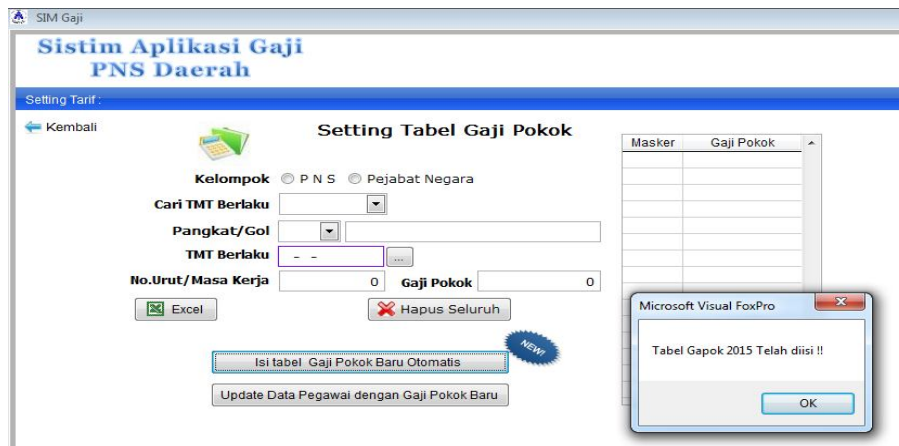 SIM Gaji
Sistim Aplikasi Gaji
PNS Daerah
Setting Tarif :
Kembali
Setting Tabel Gaji Pokok
Kelompok P N S Pejabat Negara
Cari TMT Berlaku
Pangkat/Gol
TMT Berlaku - - ...
No.Urut/Masa Kerja 0 Gaji Pokok 0
Excel Hapus Seluruh
NEW!
Isi tabel Gaji Pokok Baru Otomatis
Update Data Pegawai dengan Gaji Pokok Baru
Masker Gaji Pokok
Microsoft Visual FoxPro
Tabel Gapok 2015 Telah diisi !!
OK